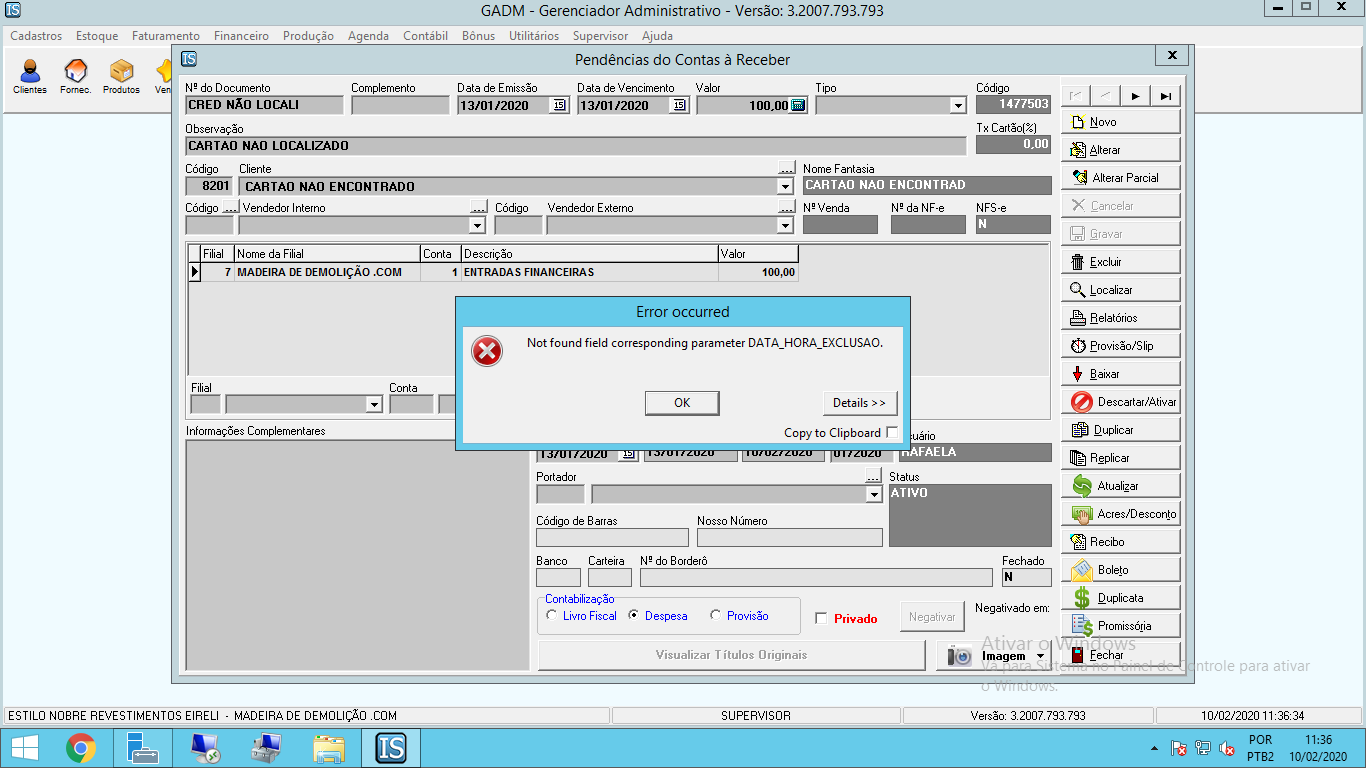 GADM - Gerenciador Administrativo - Versão: 3.2007.793.793
Cadastros Estoque Faturamento Financeiro Produção Agenda Contábil Bônus Utilitários Supervisor Ajuda
Clientes Fornec. Produtos Ven
Pendências do Contas à Receber
Nº do Documento Complemento Data de Emissão Data de Vencimento Valor Tipo Código
CRED NÃO LOCALI 13/01/2020 15 13/01/2020 15 100,00 1477503
Observação Tx Cartão(%)
CARTAO NAO LOCALIZADO 0,00
Código Cliente ... Nome Fantasia
8201 CARTAO NAO ENCONTRADO CARTAO NAO ENCONTRAD
Código ... Vendedor Interno ... Código Vendedor Externo ... Nº Venda Nº da NF-e NFS-e
N
Filial Nome da Filial Conta Descrição Valor
7 MADEIRA DE DEMOLIÇÃO .COM 1 ENTRADAS FINANCEIRAS 100,00
Error occurred
Not found field corresponding parameter DATA_HORA_EXCLUSAO.
OK Details >>
Copy to Clipboard
Filial Conta
Informações Complementares uário
13/01/2020 15 13/01/2020 10/02/2020 01/2020 RAFAELA
Portador ... Status
ATIVO
Código de Barras Nosso Número
Banco Carteira Nº do Borderô Fechado
N
Contabilização
Livro Fiscal Despesa Provisão Privado Negativar Negativado em:
Visualizar Títulos Originais Imagem
Novo
Alterar
Alterar Parcial
Cancelar
Gravar
Excluir
Localizar
Relatórios
Provisão/Slip
Baixar
Descartar/Ativar
Duplicar
Replicar
Atualizar
Acres/Desconto
Recibo
Boleto
Duplicata
Promissória
Fechar
Ativar o Windows
Vá para Sistema no Painel de Controle para ativar
o Windows.
ESTILO NOBRE REVESTIMENTOS EIRELI - MADEIRA DE DEMOLIÇÃO .COM SUPERVISOR Versão: 3.2007.793.793 10/02/2020 11:36:34
IS POR 11:36
PTB2 10/02/2020